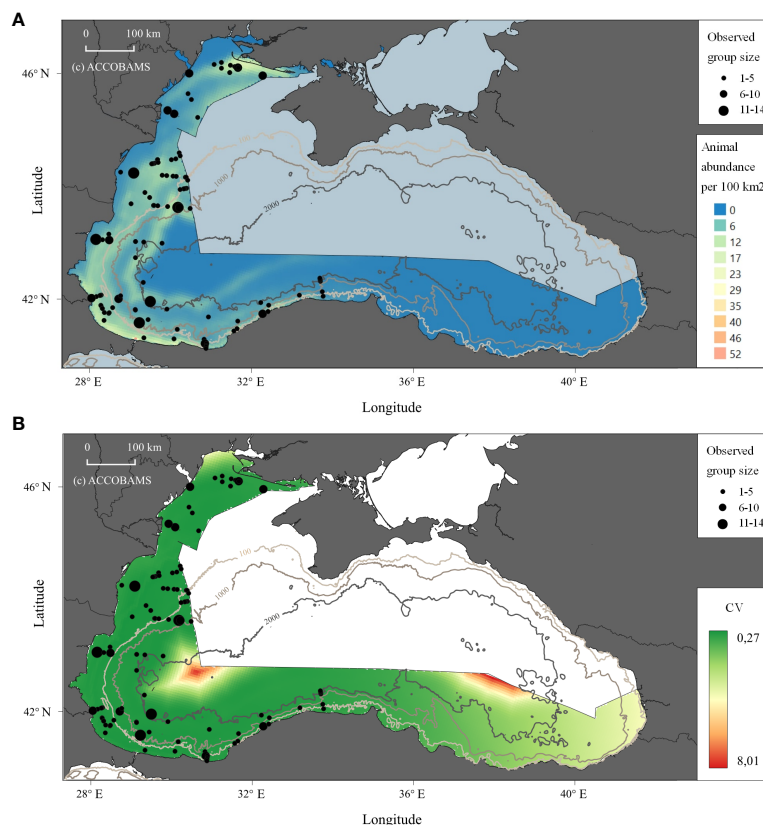 A
0 100 km
(c) ACCOBAMS
Observed
group size
1-5
6-10
11-14
Animal
abundance
per 100 km2
0
6
12
17
23
29
35
40
46
52
1000
2000
Latitude
46° N
42° N
28° E
32° E
36° E
40° E
Longitude
B
0 100 km
(c) ACCOBAMS
Observed
group size
1-5
6-10
11-14
CV
0,27
8,01
100
1000
2000
Latitude
46° N
42° N
28° E
32° E
36° E
40° E
Longitude